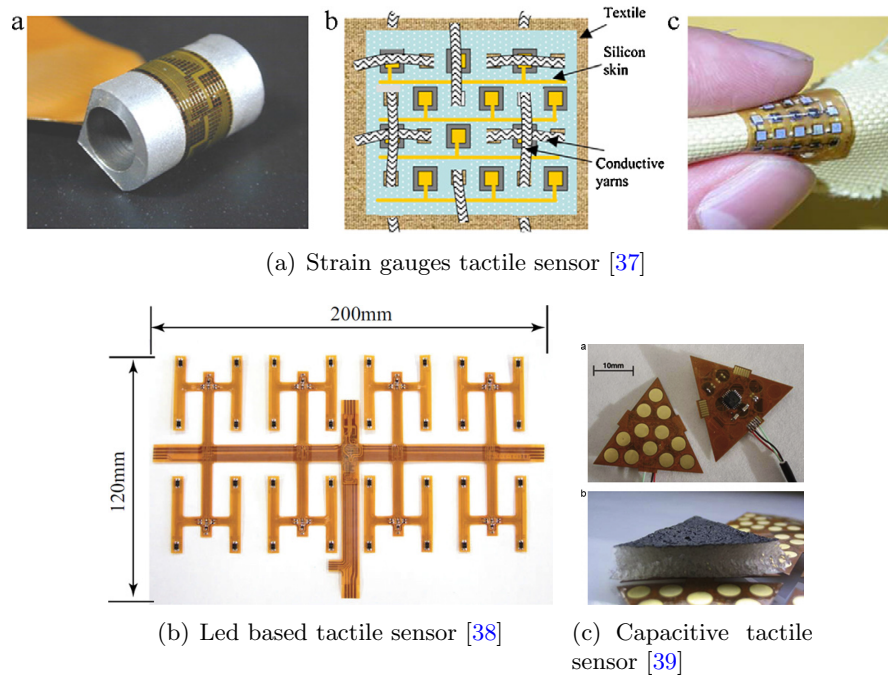 a
b
c
Textile
Silicon
skin
Conductive
yarns
(a) Strain gauges tactile sensor [37]
200mm
120mm
a
10mm
b
(b) Led based tactile sensor [38]
(c) Capacitive tactile
sensor [39]